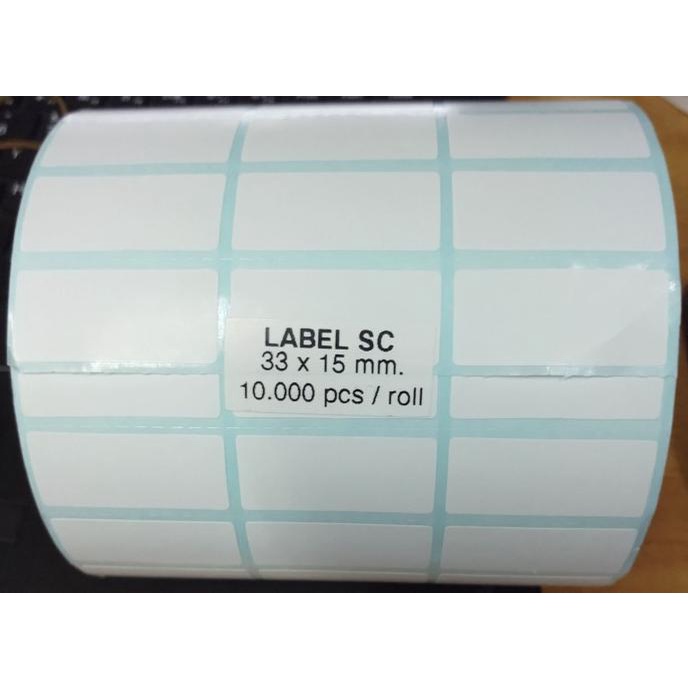 LABEL SC
33 x 15 mm.
10.000 pcs / roll